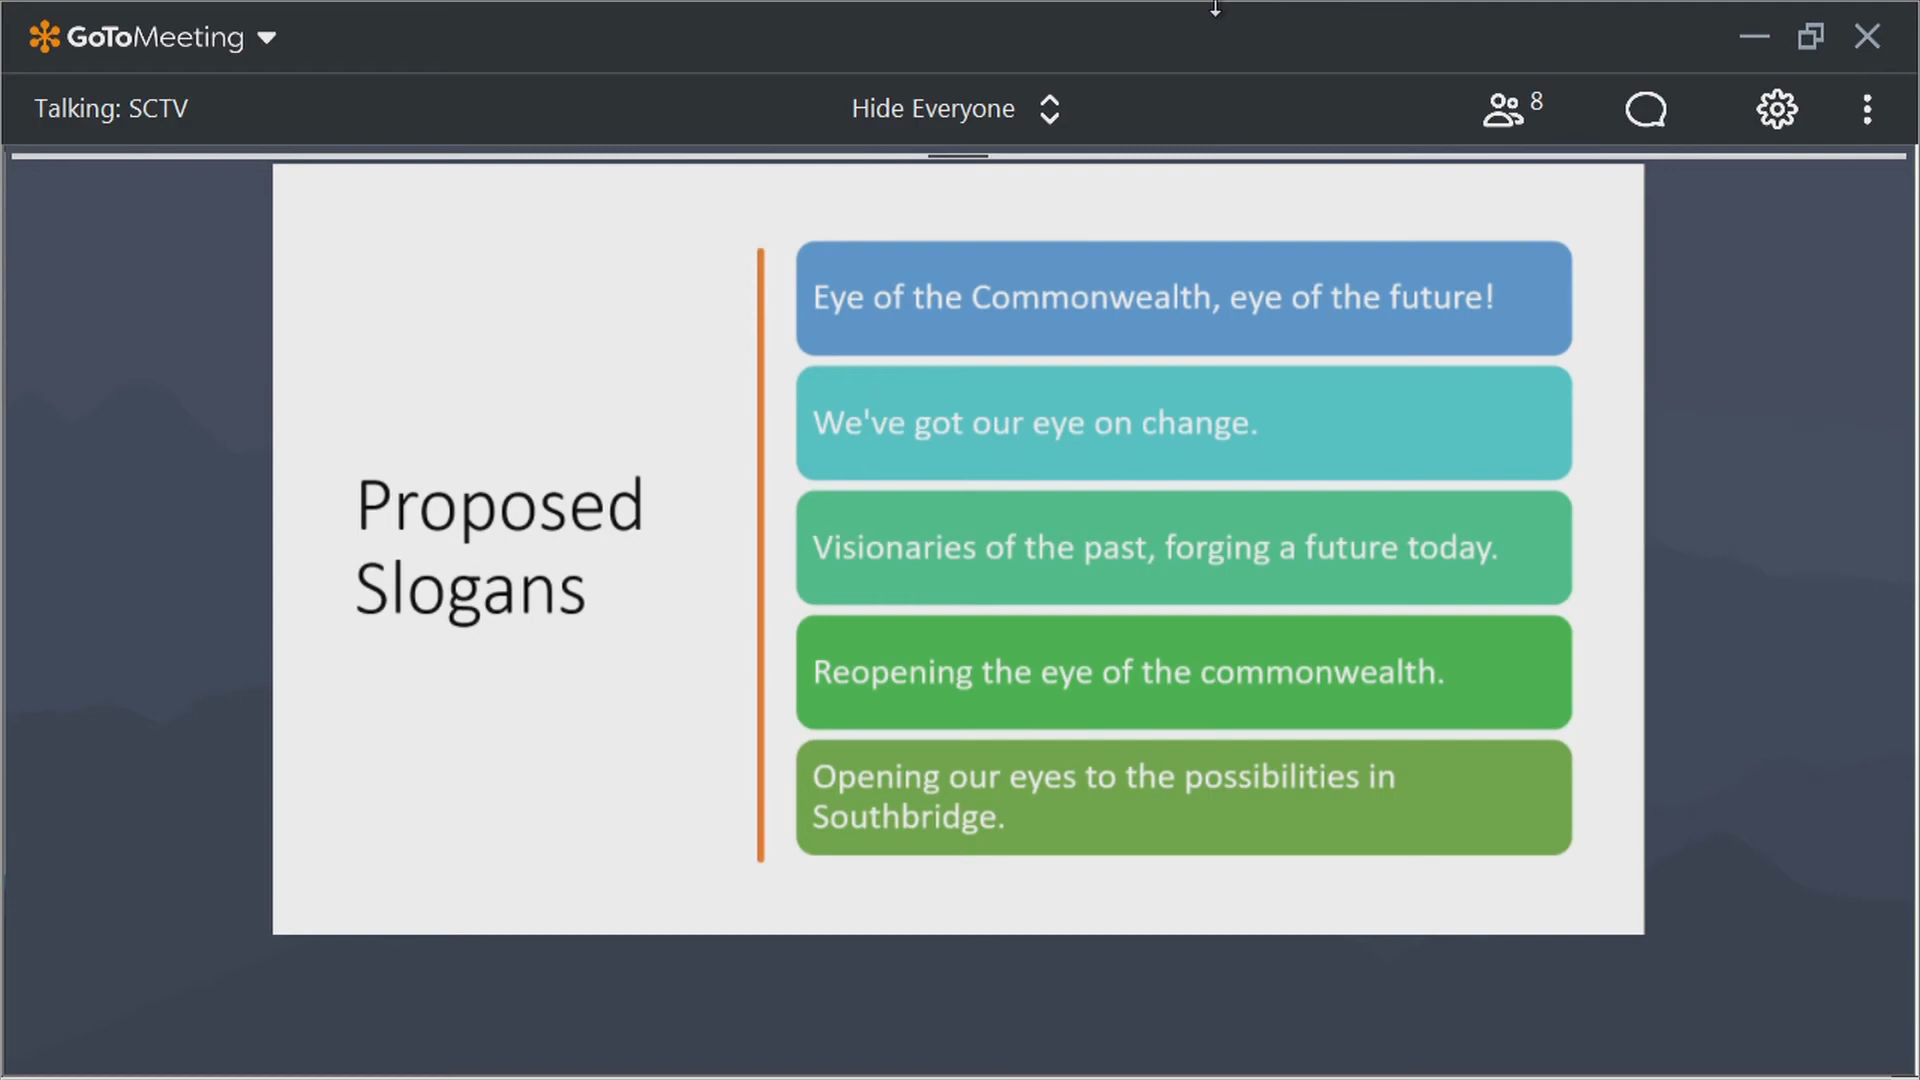 GoToMeeting
Talking: SCTV
Hide Everyone
8
Proposed
Slogans
Eye of the Commonwealth, eye of the future!
We've got our eye on change.
Visionaries of the past, forging a future today.
Reopening the eye of the commonwealth.
Opening our eyes to the possibilities in
Southbridge.